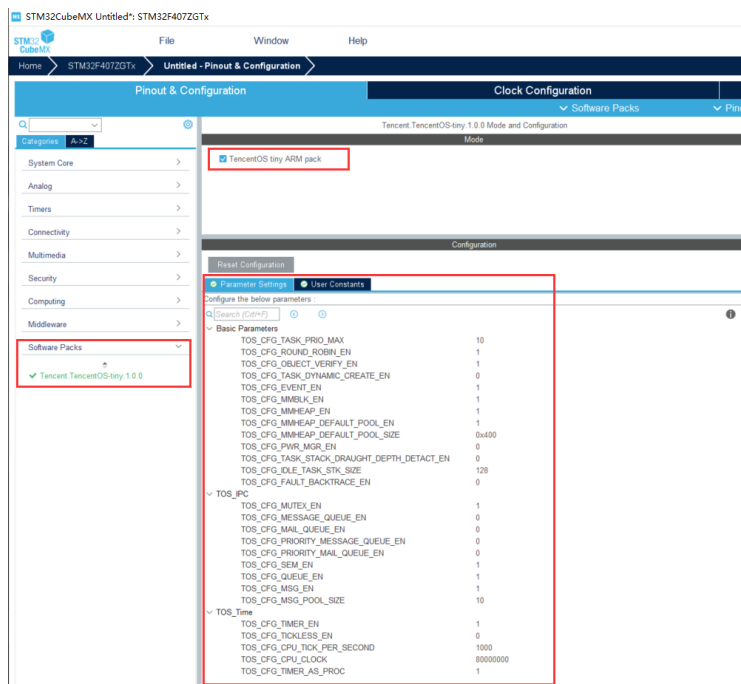 STM32CubeMX Untitled*: STM32F407ZGTx
STM32 CubeMX
File Window Help
Home STM32F407ZGTx Untitled - Pinout & Configuration
Pinout & Configuration Clock Configuration
Software Packs
Categories A->Z
System Core
Analog
Timers
Connectivity
Multimedia
Security
Computing
Middleware
Software Packs
Tencent.TencentOS-tiny.1.0.0
Tencent.TencentOS-tiny.1.0.0 Mode and Configuration
Mode
TencentOS tiny ARM pack
Configuration
Reset Configuration
Parameter Settings User Constants
Configure the below parameters :
Search (Crtl+F)
Basic Parameters
TOS_CFG_TASK_PRIO_MAX 10
TOS_CFG_ROUND_ROBIN_EN 1
TOS_CFG_OBJECT_VERIFY_EN 1
TOS_CFG_TASK_DYNAMIC_CREATE_EN 0
TOS_CFG_EVENT_EN 1
TOS_CFG_MMBLK_EN 1
TOS_CFG_MMHEAP_EN 1
TOS_CFG_MMHEAP_DEFAULT_POOL_EN 1
TOS_CFG_MMHEAP_DEFAULT_POOL_SIZE 0x400
TOS_CFG_PWR_MGR_EN 0
TOS_CFG_TASK_STACK_DRAUGHT_DEPTH_DETACT_EN 0
TOS_CFG_IDLE_TASK_STK_SIZE 128
TOS_CFG_FAULT_BACKTRACE_EN 0
TOS_IPC
TOS_CFG_MUTEX_EN 1
TOS_CFG_MESSAGE_QUEUE_EN 0
TOS_CFG_MAIL_QUEUE_EN 0
TOS_CFG_PRIORITY_MESSAGE_QUEUE_EN 0
TOS_CFG_PRIORITY_MAIL_QUEUE_EN 0
TOS_CFG_SEM_EN 1
TOS_CFG_QUEUE_EN 1
TOS_CFG_MSG_EN 1
TOS_CFG_MSG_POOL_SIZE 10
TOS_Time
TOS_CFG_TIMER_EN 1
TOS_CFG_TICKLESS_EN 0
TOS_CFG_CPU_TICK_PER_SECOND 1000
TOS_CFG_CPU_CLOCK 80000000
TOS_CFG_TIMER_AS_PROC 1